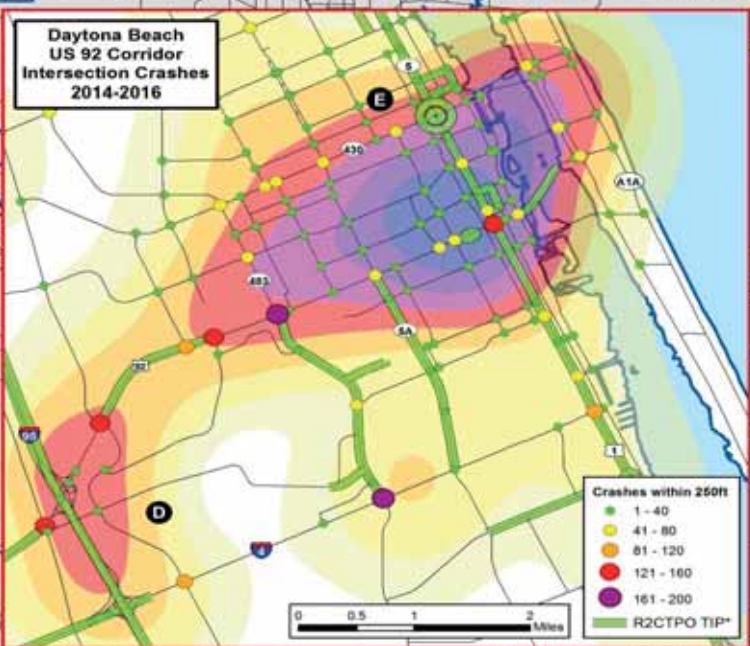 Daytona Beach
US 92 Corridor
Intersection Crashes
2014-2016
5
E
430
A1A
483
5A
92
95
1
D
4
Crashes within 250ft
1 - 40
41 - 80
81 - 120
121 - 160
161 - 200
R2CTPO TIP*
0 0.5 1 2
Miles